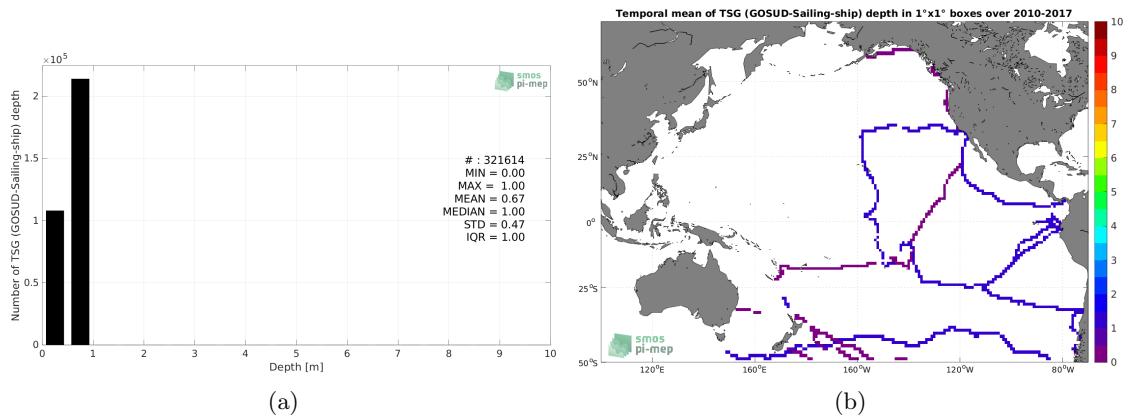 ×10⁵
2
1.5
1
0.5
0
0 1 2 3 4 5 6 7 8 9 10
Number of TSG (GOSUD-Sailing-ship) depth
Depth [m]
smos
pi-mep
# : 321614
MIN = 0.00
MAX = 1.00
MEAN = 0.67
MEDIAN = 1.00
STD = 0.47
IQR = 1.00
(a)
Temporal mean of TSG (GOSUD-Sailing-ship) depth in 1°x1° boxes over 2010-2017
50°N
25°N
0°
25°S
50°S
120°E 160°E 160°W 120°W 80°W
smos
pi-mep
10
9
8
7
6
5
4
3
2
1
0
(b)